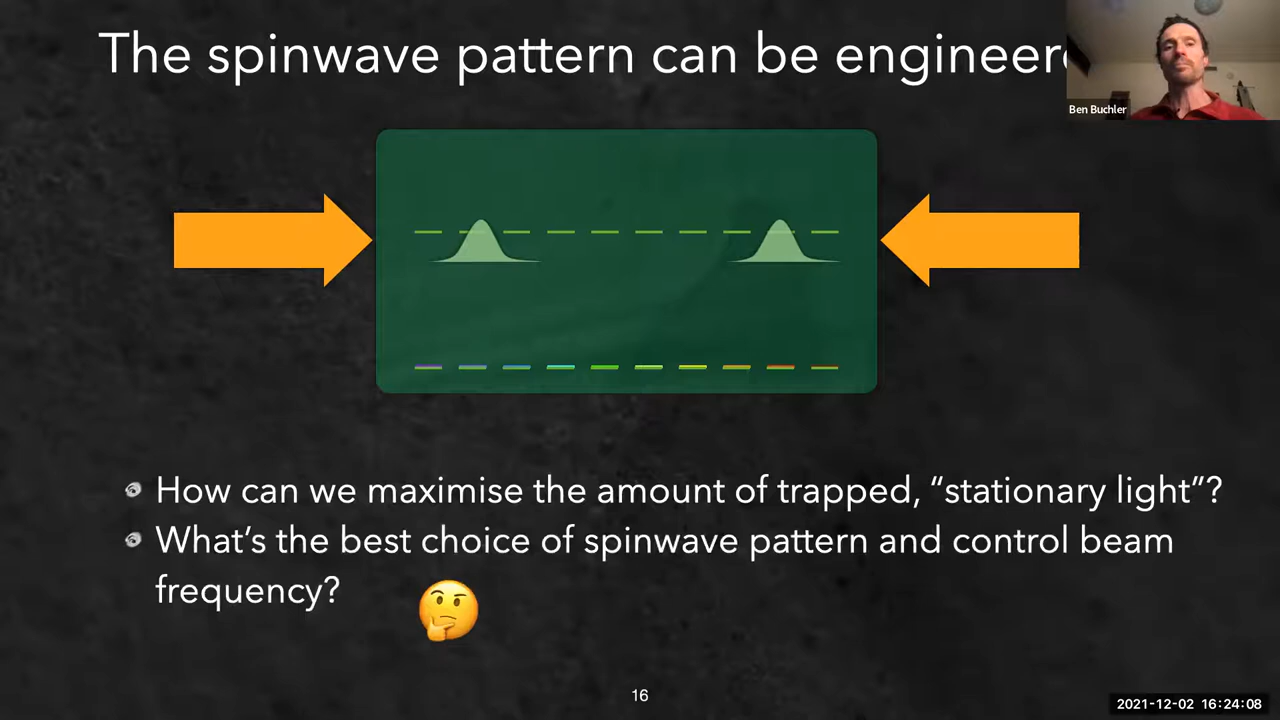 The spinwave pattern can be engineere
Ben Buchler
How can we maximise the amount of trapped, “stationary light”?
What’s the best choice of spinwave pattern and control beam
frequency?
16
2021-12-02 16:24:08